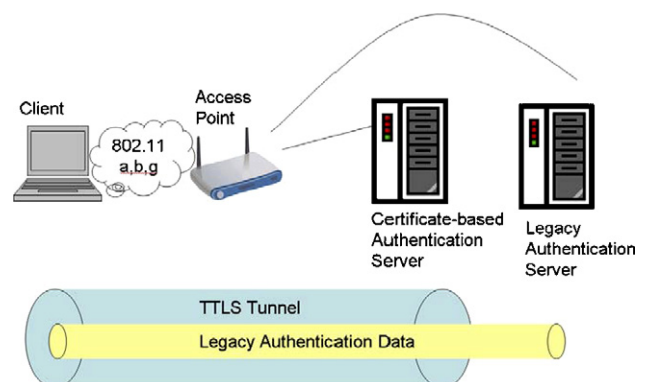 Client
802.11
a,b,g
Access
Point
Certificate-based
Authentication
Server
Legacy
Authentication
Server
TTLS Tunnel
Legacy Authentication Data